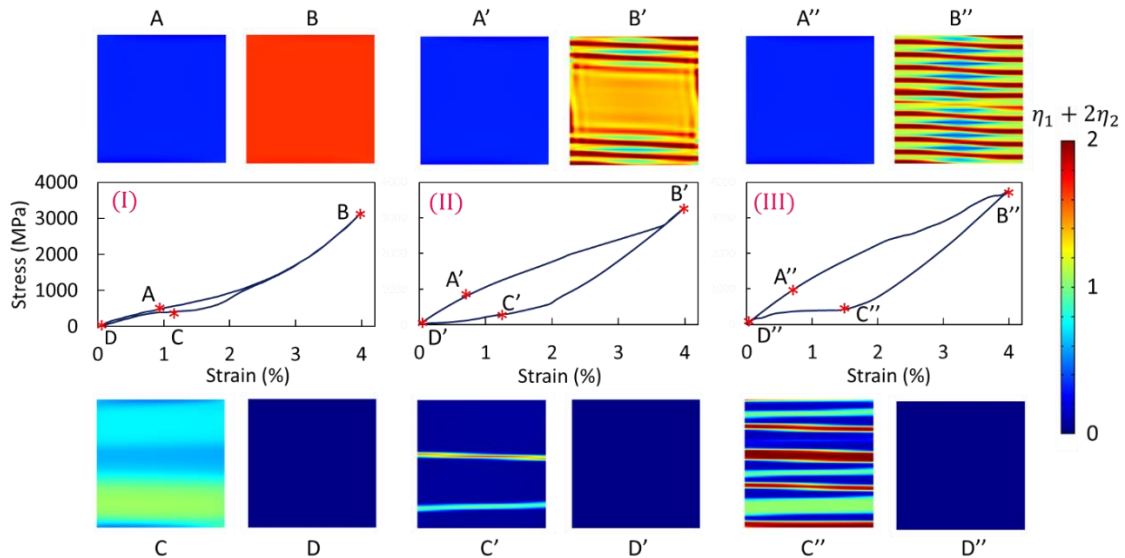 A B A′ B′ A′′ B′′
η₁ + 2η₂
2
1
0
4000
3000
2000
1000
0
Stress (MPa)
(I)
A
B
C
D
0 1 2 3 4
Strain (%)
(II)
A′
B′
C′
D′
0 1 2 3 4
Strain (%)
(III)
A′′
B′′
C′′
D′′
0 1 2 3 4
Strain (%)
C D C′ D′ C′′ D′′